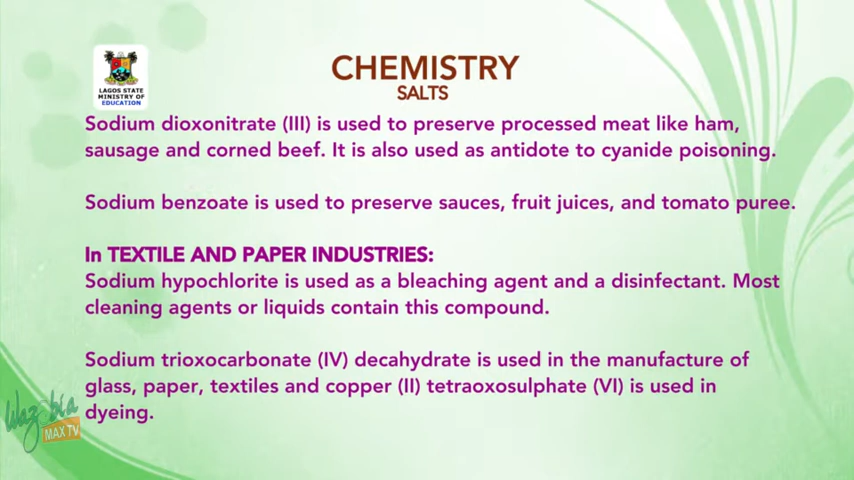 CHEMISTRY
SALTS
LAGOS STATE
MINISTRY OF
EDUCATION
Sodium dioxonitrate (III) is used to preserve processed meat like ham,
sausage and corned beef. It is also used as antidote to cyanide poisoning.
Sodium benzoate is used to preserve sauces, fruit juices, and tomato puree.
In TEXTILE AND PAPER INDUSTRIES:
Sodium hypochlorite is used as a bleaching agent and a disinfectant. Most
cleaning agents or liquids contain this compound.
Sodium trioxocarbonate (IV) decahydrate is used in the manufacture of
glass, paper, textiles and copper (II) tetraoxosulphate (VI) is used in
dyeing.
Wazobia
MAX TV